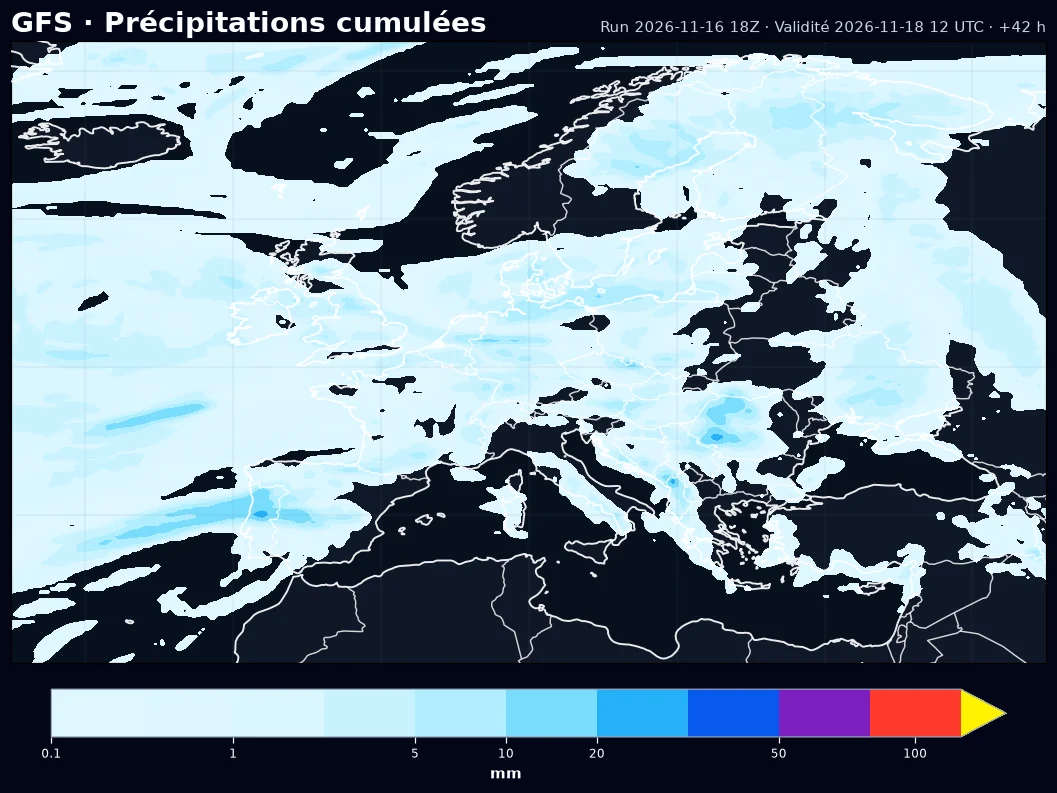 GFS · Précipitations cumulées
Run 2026-11-16 18Z · Validité 2026-11-18 12 UTC · +42 h
0.1 1 5 10 20 50 100
mm